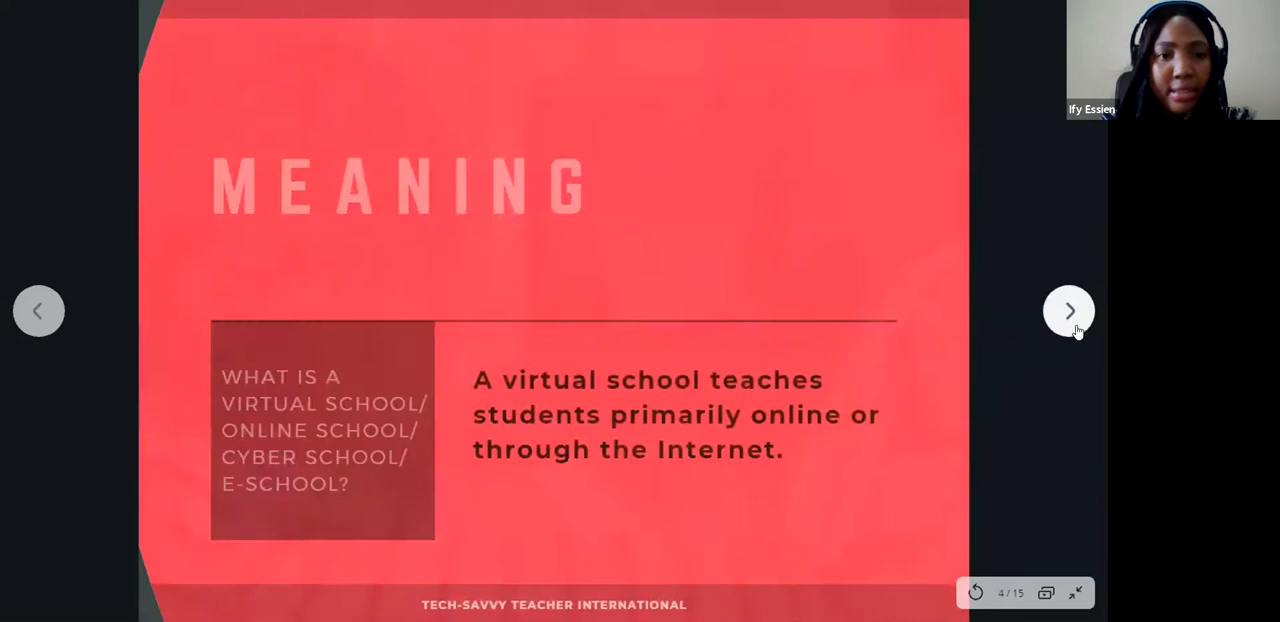 Ify Essien
MEANING
WHAT IS A
VIRTUAL SCHOOL/
ONLINE SCHOOL/
CYBER SCHOOL/
E-SCHOOL?
A virtual school teaches
students primarily online or
through the Internet.
TECH-SAVVY TEACHER INTERNATIONAL
4 / 15